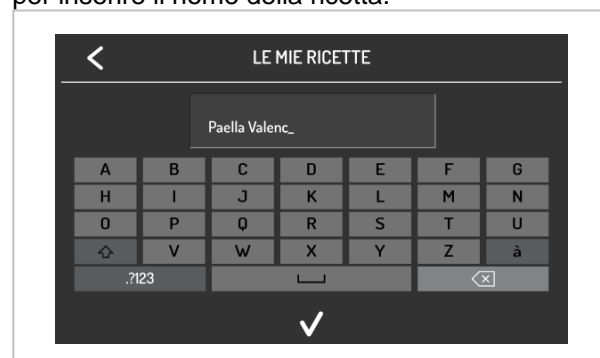 per inserire il nome della ricetta.
LE MIE RICETTE
Paella Valenc_
A B C D E F G
H I J K L M N
O P Q R S T U
V W X Y Z à
.?123